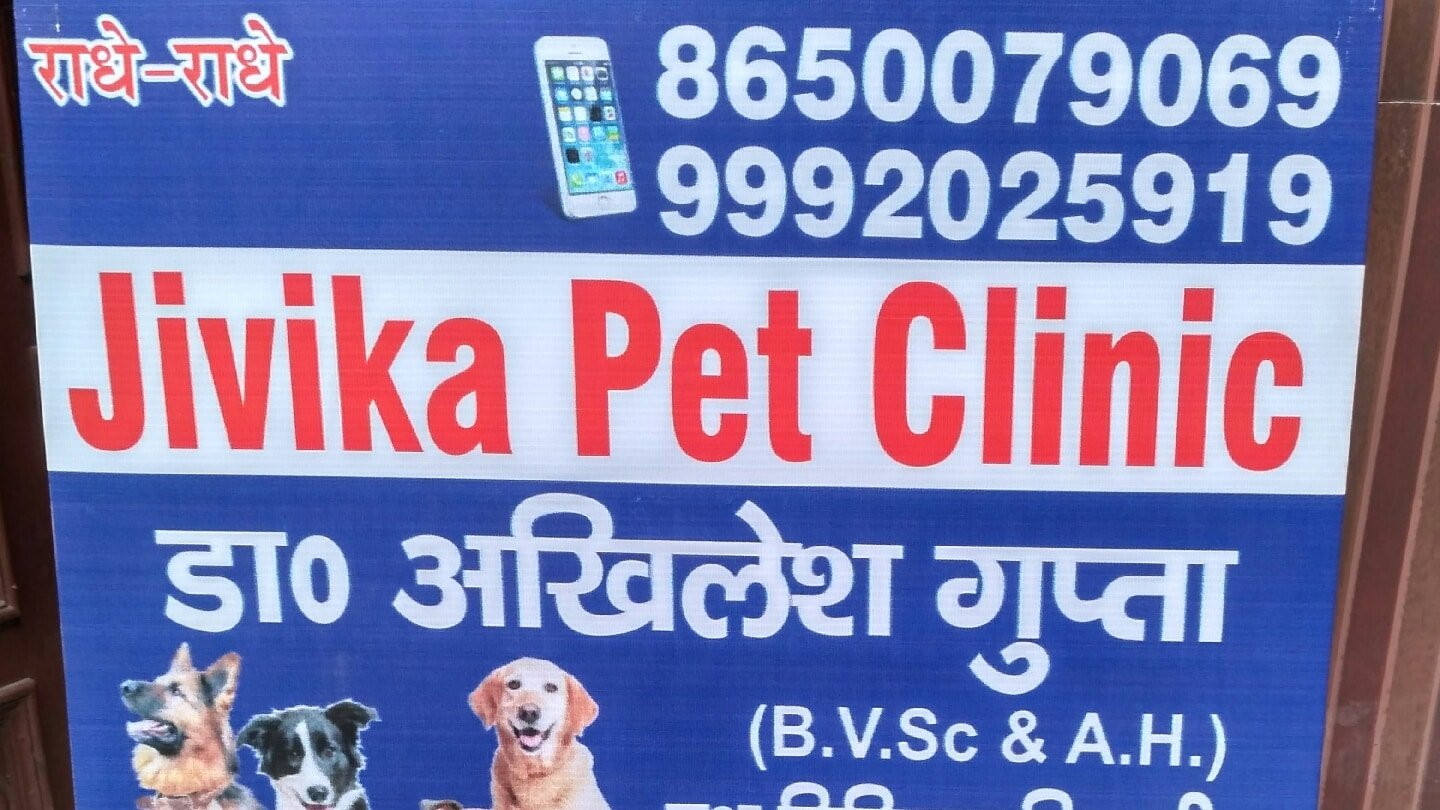 राधे-राधे
8650079069
9992025919
Jivika Pet Clinic
डा० अखिलेश गुप्ता
(B.V.Sc & A.H.)